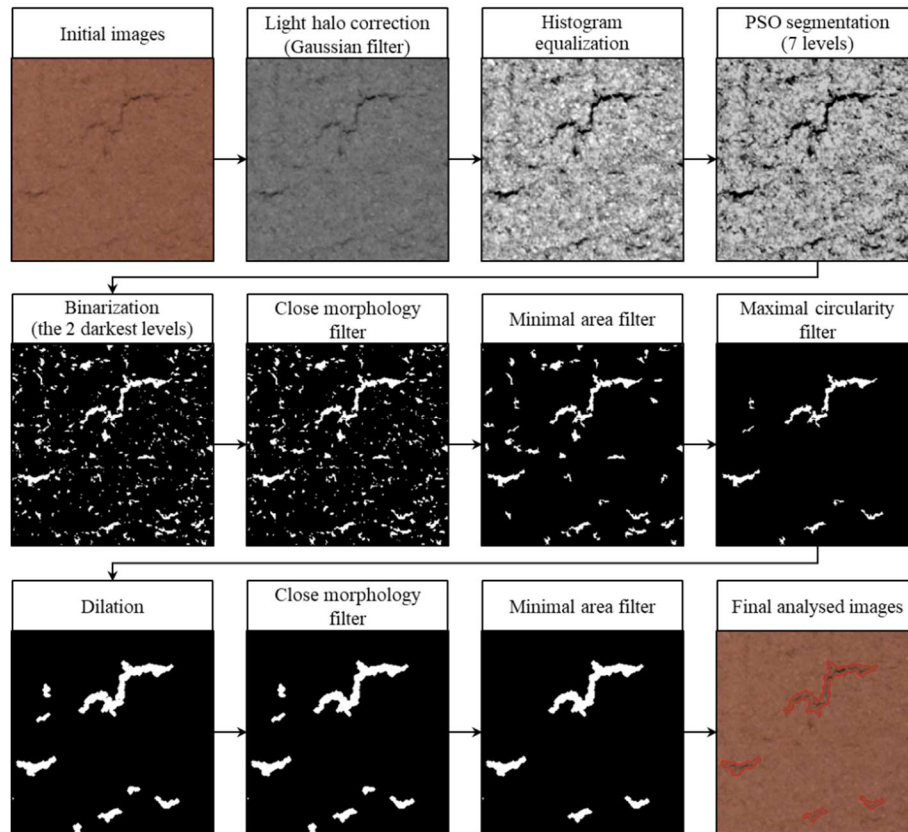 Initial images
Light halo correction
(Gaussian filter)
Histogram
equalization
PSO segmentation
(7 levels)
Binarization
(the 2 darkest levels)
Close morphology
filter
Minimal area filter
Maximal circularity
filter
Dilation
Close morphology
filter
Minimal area filter
Final analysed images